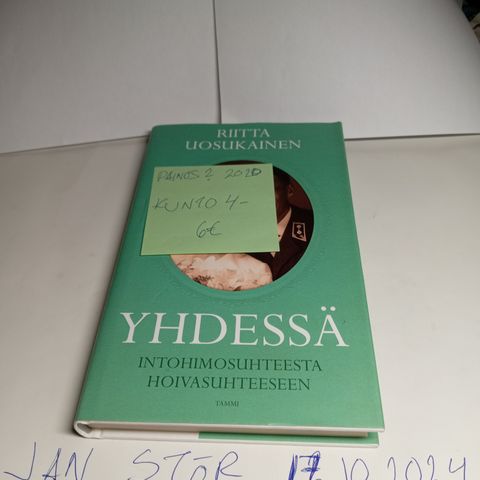 RIITTA
UOSUKAINEN
PAINOS 2 2020
KUNTO 4-
6€
YHDESSÄ
INTOHIMOSUHTEESTA
HOIVASUHTEESEEN
TAMMI
JAN STÖR 17.10.2024